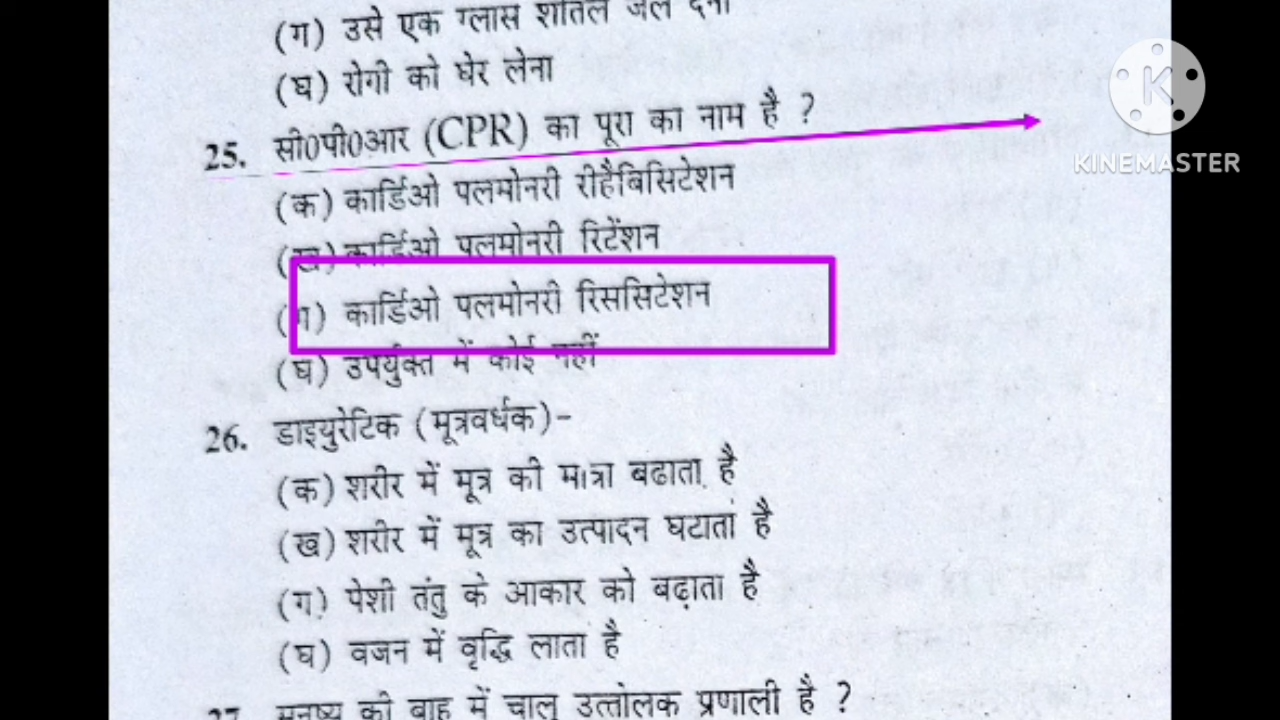 (ग) उसे एक ग्लास शीतल जल देना
(घ) रोगी को घेर लेना
25. सी0पी0आर (CPR) का पूरा का नाम है ?
(क) कार्डिओ पलमोनरी रीहैबिसिटेशन
(ख) कार्डिओ पलमोनरी रिटेंशन
(ग) कार्डिओ पलमोनरी रिससिटेशन
(घ) उपर्युक्त में कोई नहीं
26. डाइयुरेटिक (मूत्रवर्धक)-
(क) शरीर में मूत्र की मात्रा बढाता है
(ख) शरीर में मूत्र का उत्पादन घटाता है
(ग) पेशी तंतु के आकार को बढ़ाता है
(घ) वजन में वृद्धि लाता है
27. मनुष्य की बाह में चालू उत्तोलक प्रणाली है ?
K
KINEMASTER